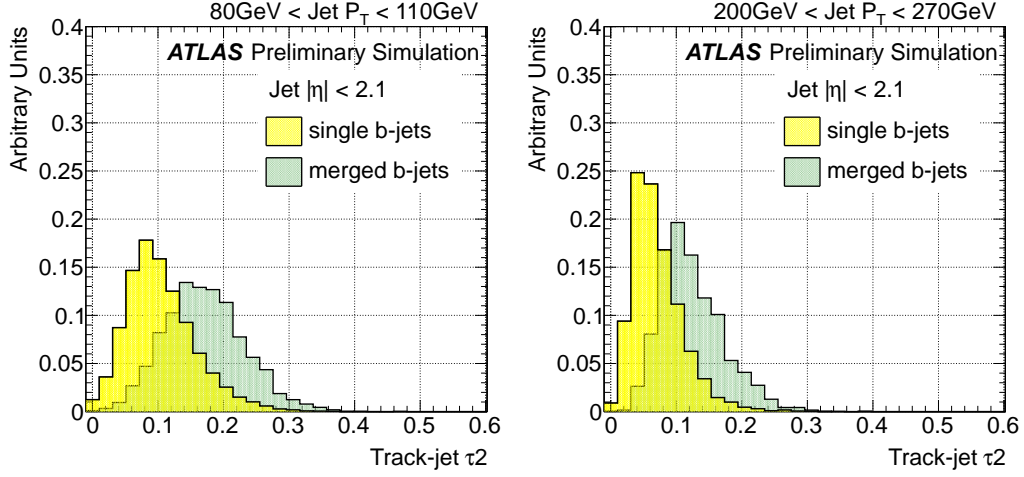 80GeV < Jet P_T < 110GeV
Arbitrary Units
0.4
0.35
0.3
0.25
0.2
0.15
0.1
0.05
0
ATLAS Preliminary Simulation
Jet |η| < 2.1
single b-jets
merged b-jets
0 0.1 0.2 0.3 0.4 0.5 0.6
Track-jet τ2
200GeV < Jet P_T < 270GeV
Arbitrary Units
0.4
0.35
0.3
0.25
0.2
0.15
0.1
0.05
0
ATLAS Preliminary Simulation
Jet |η| < 2.1
single b-jets
merged b-jets
0 0.1 0.2 0.3 0.4 0.5 0.6
Track-jet τ2